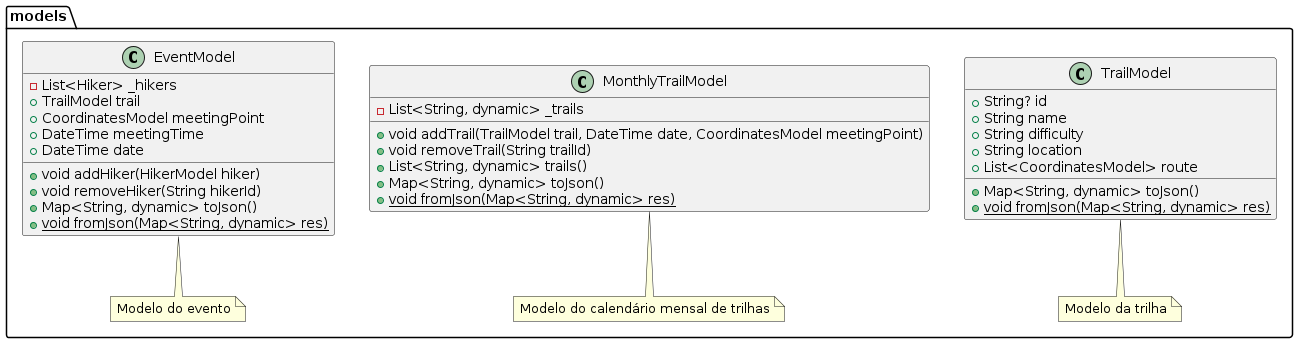 models
C EventModel
List<Hiker> _hikers
TrailModel trail
CoordinatesModel meetingPoint
DateTime meetingTime
DateTime date
void addHiker(HikerModel hiker)
void removeHiker(String hikerId)
Map<String, dynamic> toJson()
void fromJson(Map<String, dynamic> res)
Modelo do evento
C MonthlyTrailModel
List<String, dynamic> _trails
void addTrail(TrailModel trail, DateTime date, CoordinatesModel meetingPoint)
void removeTrail(String trailId)
List<String, dynamic> trails()
Map<String, dynamic> toJson()
void fromJson(Map<String, dynamic> res)
Modelo do calendário mensal de trilhas
C TrailModel
String? id
String name
String difficulty
String location
List<CoordinatesModel> route
Map<String, dynamic> toJson()
void fromJson(Map<String, dynamic> res)
Modelo da trilha